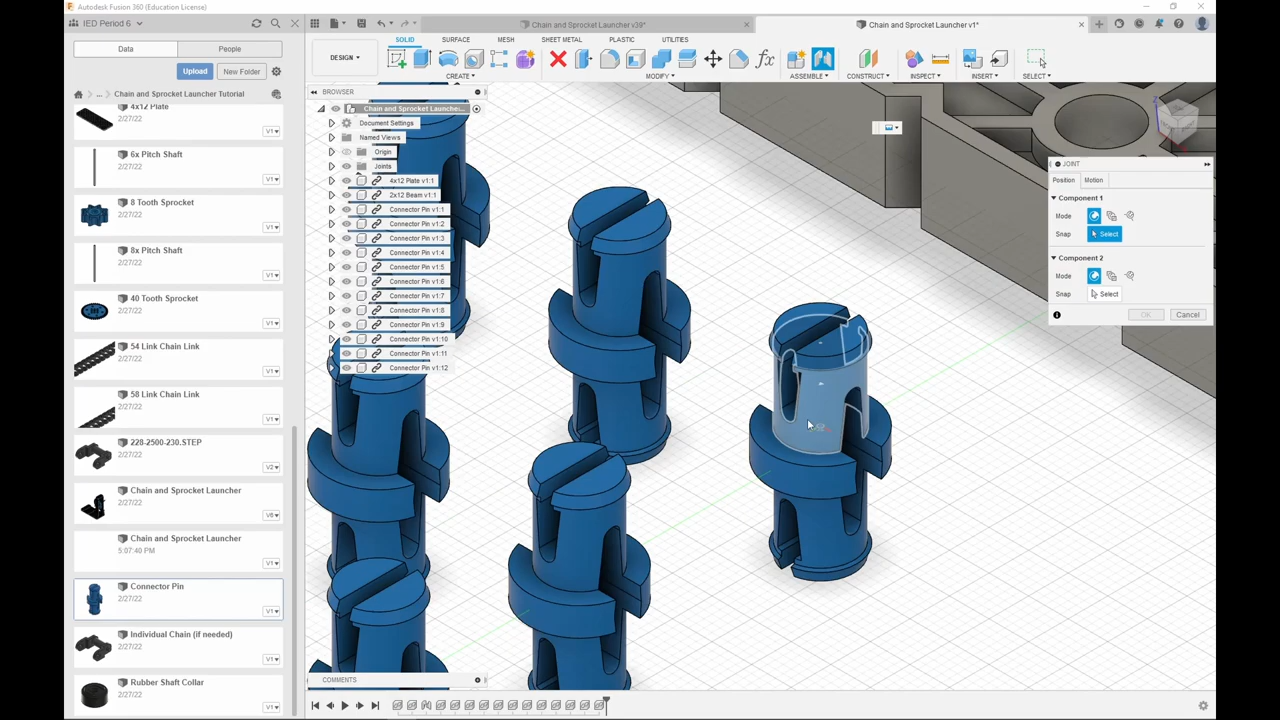 Autodesk Fusion 360 (Education License)
IED Period 6
Chain and Sprocket Launcher v39*
Chain and Sprocket Launcher v1*
Data
People
Upload
New Folder
... Chain and Sprocket Launcher Tutorial
4x12 Plate
2/27/22
V1
6x Pitch Shaft
2/27/22
V1
8 Tooth Sprocket
2/27/22
V1
8x Pitch Shaft
2/27/22
V1
40 Tooth Sprocket
2/27/22
V1
54 Link Chain Link
2/27/22
V1
58 Link Chain Link
2/27/22
V1
228-2500-230.STEP
2/27/22
V2
Chain and Sprocket Launcher
2/27/22
Chain and Sprocket Launcher
5:07:40 PM
Connector Pin
2/27/22
V1
Individual Chain (if needed)
2/27/22
V1
Rubber Shaft Collar
2/27/22
V1
DESIGN
SOLID
SURFACE
MESH
SHEET METAL
PLASTIC
UTILITIES
CREATE
MODIFY
ASSEMBLE
CONSTRUCT
INSPECT
INSERT
SELECT
BROWSER
Chain and Sprocket Launche...
Document Settings
Named Views
Origin
Joints
4x12 Plate v1:1
2x12 Beam v1:1
Connector Pin v1:1
Connector Pin v1:2
Connector Pin v1:3
Connector Pin v1:4
Connector Pin v1:5
Connector Pin v1:6
Connector Pin v1:7
Connector Pin v1:8
Connector Pin v1:9
Connector Pin v1:10
Connector Pin v1:11
Connector Pin v1:12
JOINT
Position
Motion
Component 1
Mode
Snap
Select
Component 2
Mode
Snap
Select
OK
Cancel
COMMENTS